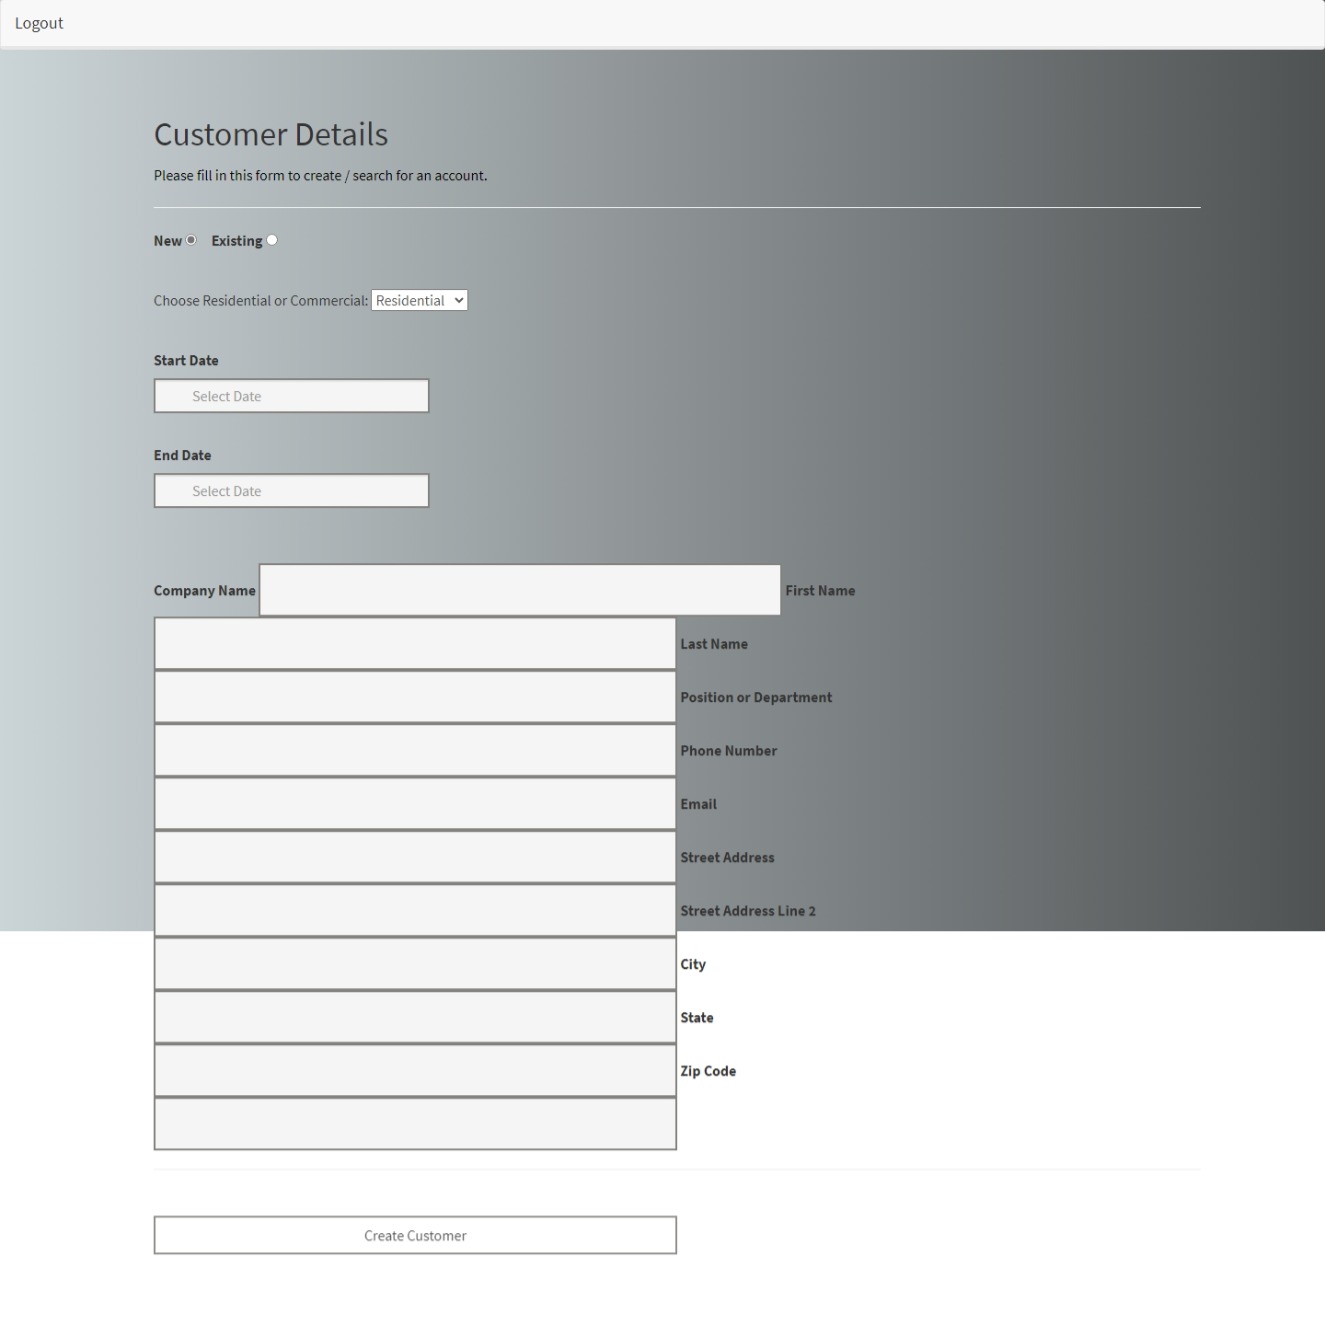 Logout
Customer Details
Please fill in this form to create / search for an account.
New Existing
Choose Residential or Commercial: Residential
Start Date
Select Date
End Date
Select Date
Company Name First Name
Last Name
Position or Department
Phone Number
Email
Street Address
Street Address Line 2
City
State
Zip Code
Create Customer